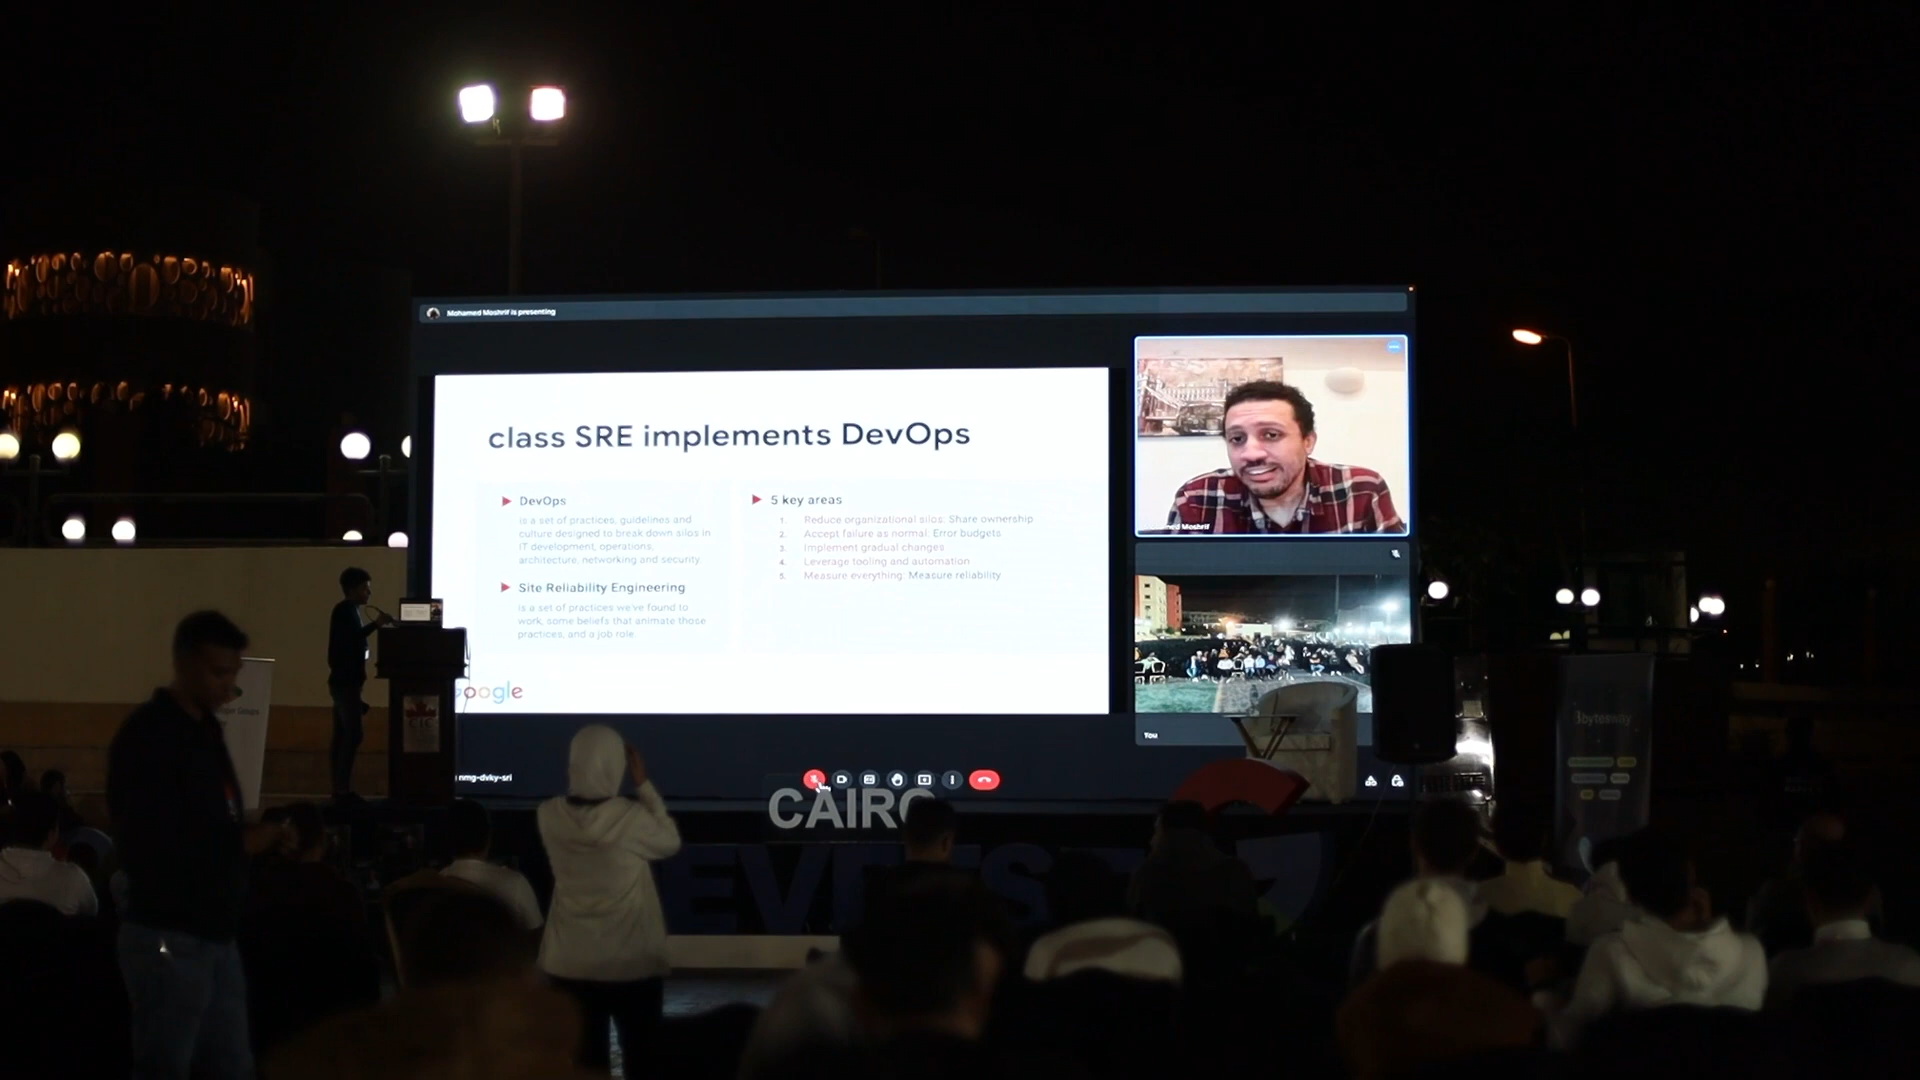 Mohamed Moshrif is presenting
class SRE implements DevOps
DevOps
is a set of practices, guidelines and
culture designed to break down silos in
IT development, operations,
architecture, networking and security.
Site Reliability Engineering
is a set of practices we've found to
work, some beliefs that animate those
practices, and a job role.
5 key areas
1. Reduce organizational silos: Share ownership
2. Accept failure as normal: Error budgets
3. Implement gradual changes
4. Leverage tooling and automation
5. Measure everything: Measure reliability
oogle
Moshrif
You
nmg-dvky-sri
CIC
CAIRO